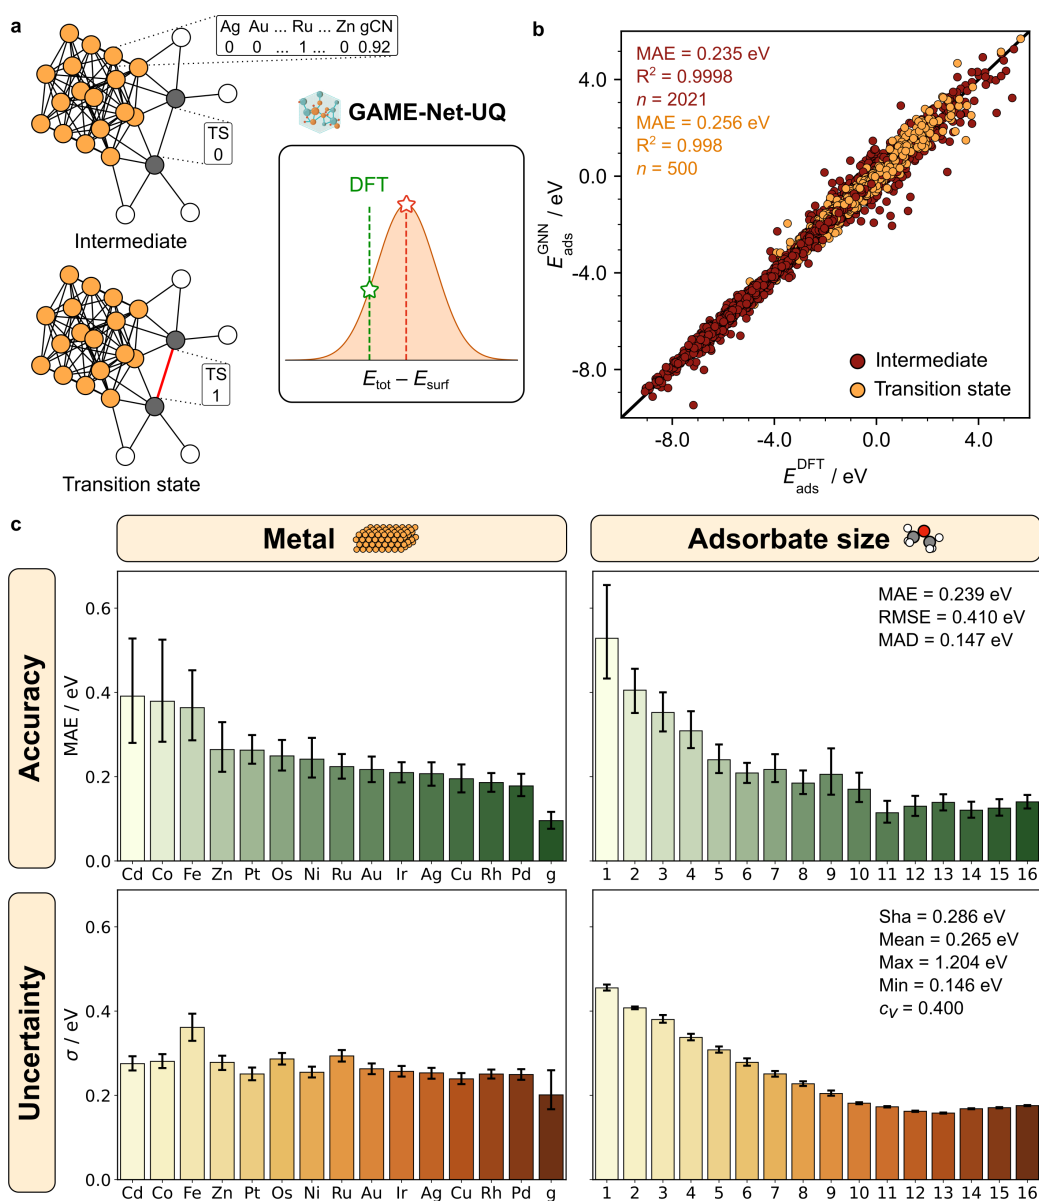 a
Ag Au ... Ru ... Zn gCN
0 0 ... 1 ... 0 0.92
TS
0
Intermediate
TS
1
Transition state
GAME-Net-UQ
DFT
E_tot − E_surf
b
MAE = 0.235 eV
R² = 0.9998
n = 2021
MAE = 0.256 eV
R² = 0.998
n = 500
4.0
0.0
-4.0
-8.0
E_ads^GNN / eV
Intermediate
Transition state
-8.0 -4.0 0.0 4.0
E_ads^DFT / eV
c
Metal
Adsorbate size
Accuracy
MAE / eV
0.6
0.4
0.2
0.0
Cd Co Fe Zn Pt Os Ni Ru Au Ir Ag Cu Rh Pd g
MAE = 0.239 eV
RMSE = 0.410 eV
MAD = 0.147 eV
1 2 3 4 5 6 7 8 9 10 11 12 13 14 15 16
Uncertainty
σ / eV
0.6
0.4
0.2
0.0
Cd Co Fe Zn Pt Os Ni Ru Au Ir Ag Cu Rh Pd g
Sha = 0.286 eV
Mean = 0.265 eV
Max = 1.204 eV
Min = 0.146 eV
c_v = 0.400
1 2 3 4 5 6 7 8 9 10 11 12 13 14 15 16